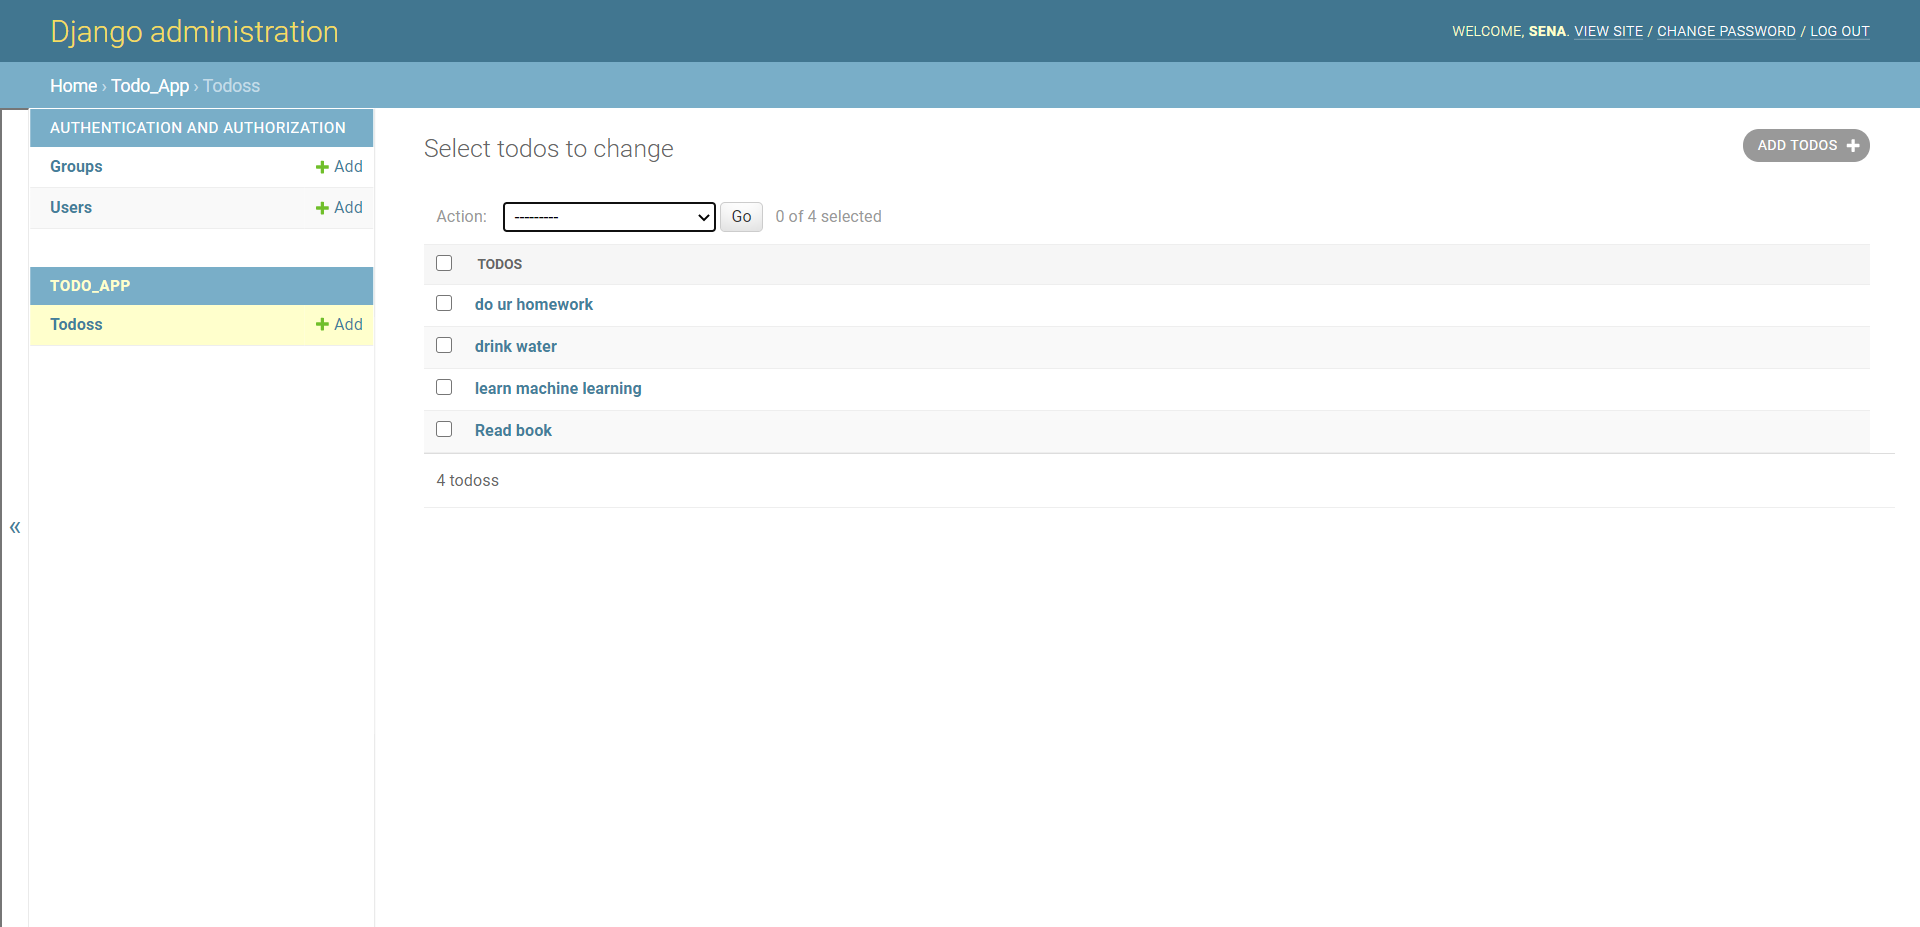 Django administration
WELCOME, SENA. VIEW SITE / CHANGE PASSWORD / LOG OUT
Home › Todo_App › Todoss
AUTHENTICATION AND AUTHORIZATION
Groups + Add
Users + Add
TODO_APP
Todoss + Add
«
Select todos to change
ADD TODOS +
Action: --------- Go 0 of 4 selected
TODOS
do ur homework
drink water
learn machine learning
Read book
4 todoss